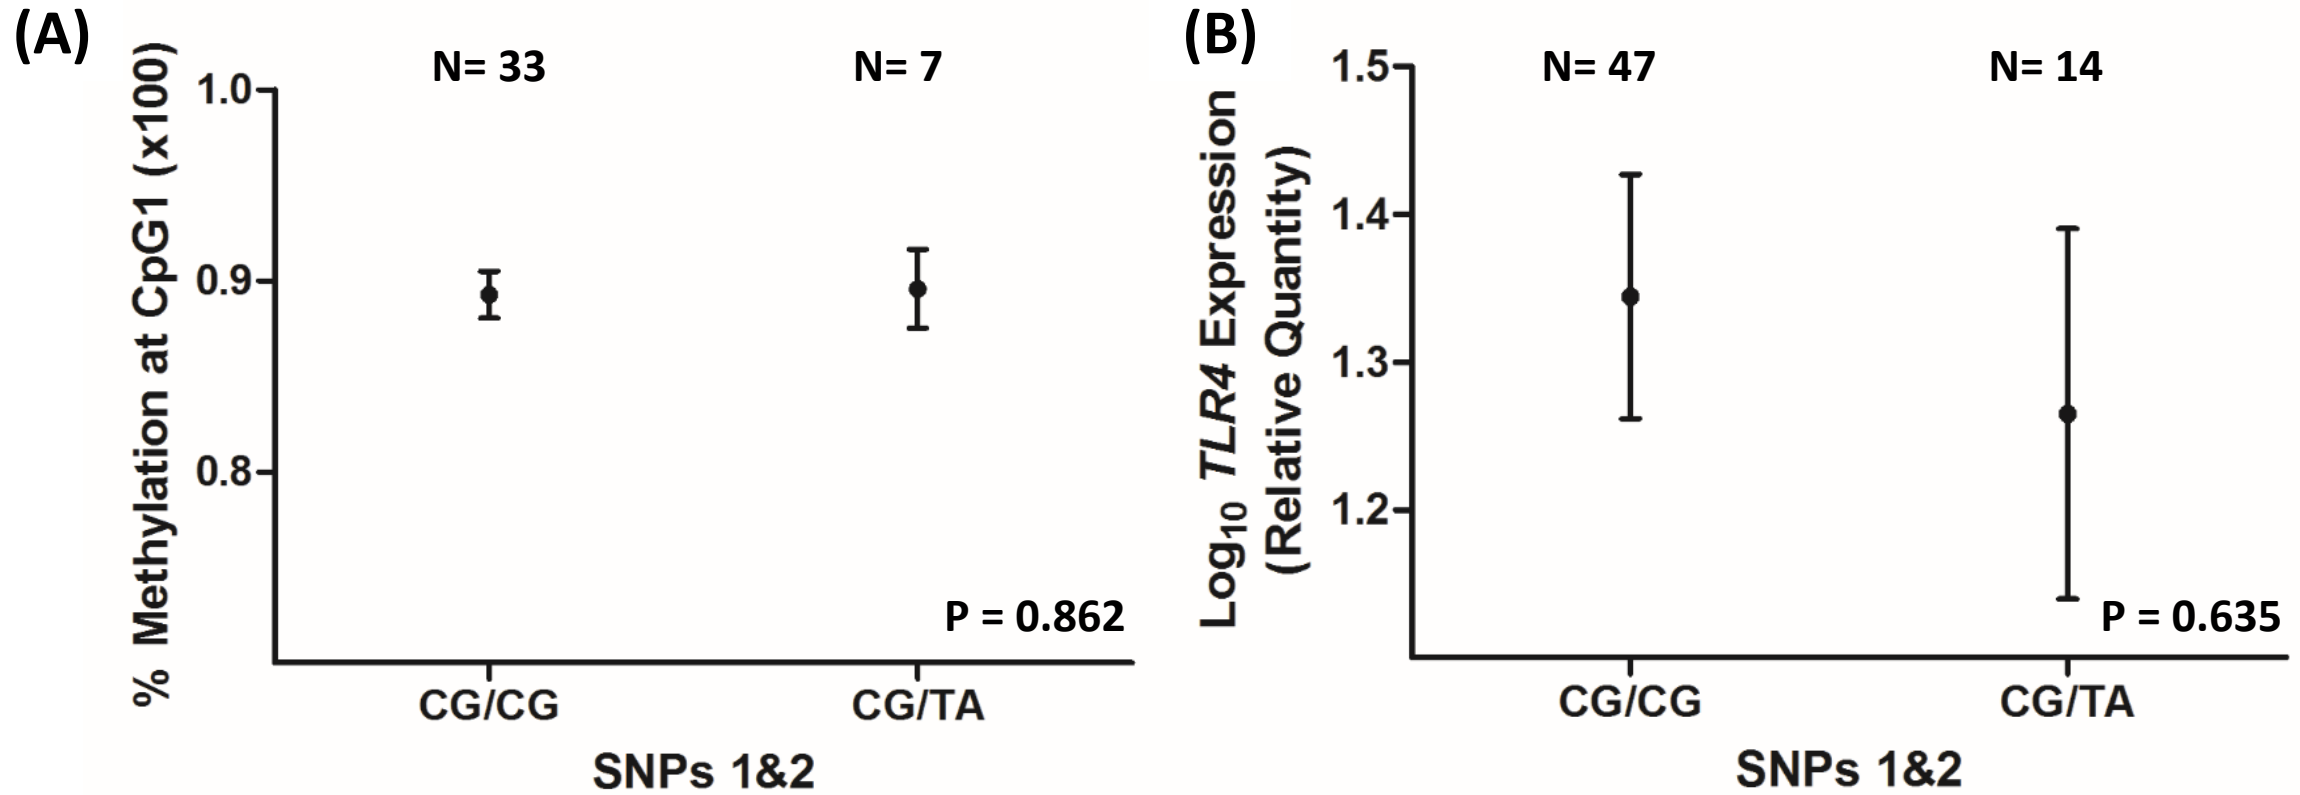 (A)
N= 33
N= 7
% Methylation at CpG1 (x100)
1.0
0.9
0.8
P = 0.862
CG/CG
CG/TA
SNPs 1&2
(B)
N= 47
N= 14
Log10 TLR4 Expression
(Relative Quantity)
1.5
1.4
1.3
1.2
P = 0.635
CG/CG
CG/TA
SNPs 1&2